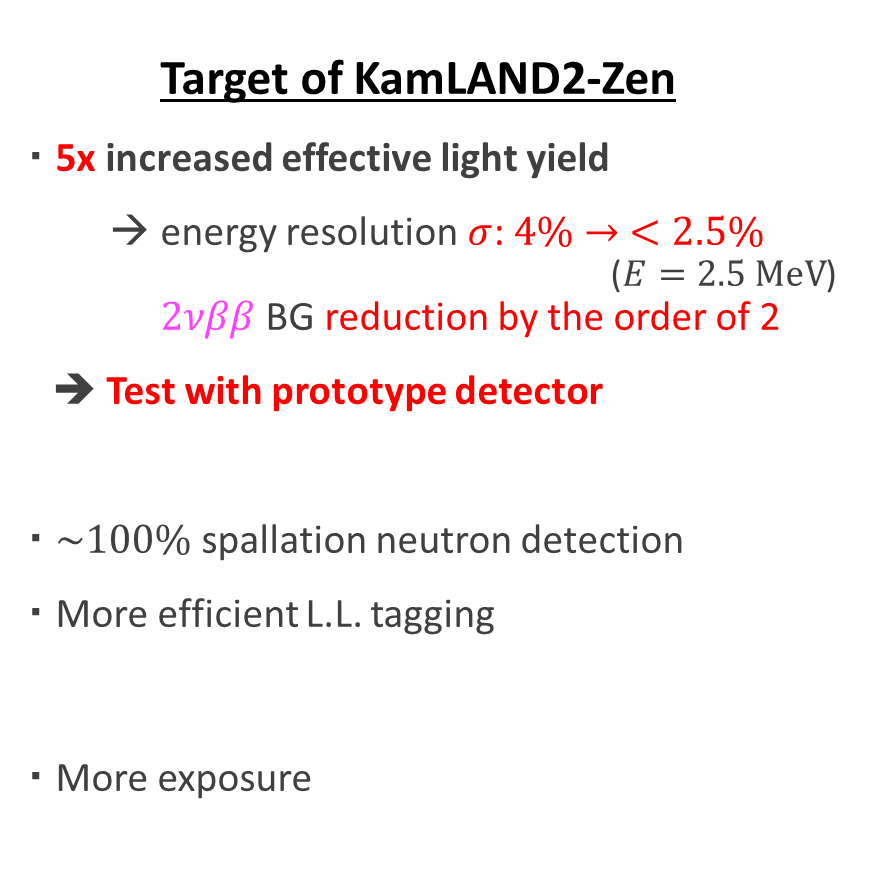 Target of KamLAND2-Zen
・5x increased effective light yield
→ energy resolution σ: 4% → < 2.5%
(E = 2.5 MeV)
2νββ BG reduction by the order of 2
➔ Test with prototype detector
・~100% spallation neutron detection
・More efficient L.L. tagging
・More exposure